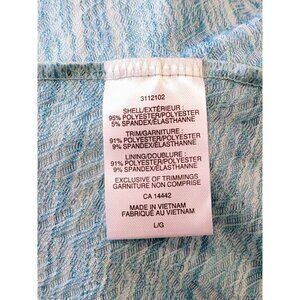 3112102
SHELL/EXTÉRIEUR :
95% POLYESTER/POLYESTER
5% SPANDEX/ÉLASTHANNE
TRIM/GARNITURE :
91% POLYESTER/POLYESTER
9% SPANDEX/ÉLASTHANNE
LINING/DOUBLURE :
91% POLYESTER/POLYESTER
9% SPANDEX/ÉLASTHANNE
EXCLUSIVE OF TRIMMINGS
GARNITURE NON COMPRISE
CA 14442
MADE IN VIETNAM
FABRIQUÉ AU VIETNAM
L/G